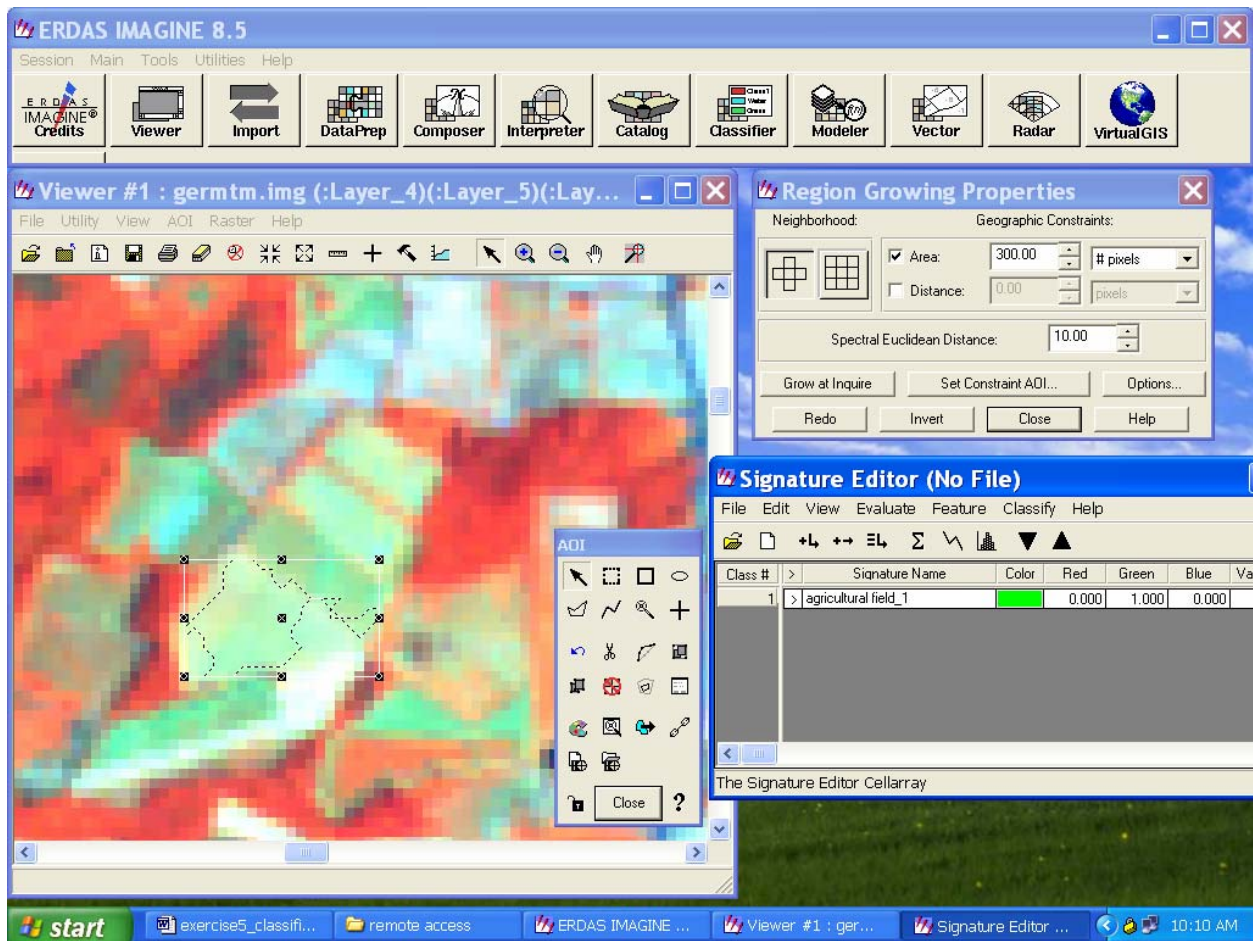 ERDAS IMAGINE 8.5
Session Main Tools Utilities Help
ERDAS
IMAGINE®
Credits Viewer Import DataPrep Composer Interpreter Catalog Classifier Modeler Vector Radar VirtualGIS
Class1
Water
Grass
f(x)
Viewer #1 : germtm.img (:Layer_4)(:Layer_5)(:Lay...
File Utility View AOI Raster Help
Region Growing Properties
Neighborhood: Geographic Constraints:
Area: 300.00 # pixels
Distance: 0.00 pixels
Spectral Euclidean Distance: 10.00
Grow at Inquire Set Constraint AOI... Options...
Redo Invert Close Help
Signature Editor (No File)
File Edit View Evaluate Feature Classify Help
Class # > Signature Name Color Red Green Blue Va
1 > agricultural field_1 0.000 1.000 0.000
The Signature Editor Cellarray
AOI
Close ?
start exercise5_classifi... remote access ERDAS IMAGINE ... Viewer #1 : ger... Signature Editor ... 10:10 AM